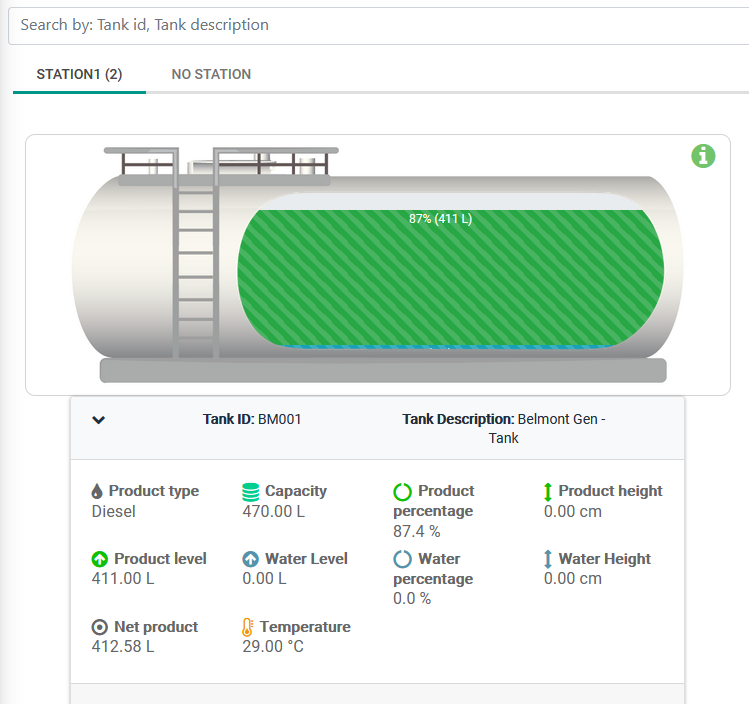 Search by: Tank id, Tank description
STATION1 (2)
NO STATION
87% (411 L)
Tank ID: BM001
Tank Description: Belmont Gen -
Tank
Product type
Diesel
Capacity
470.00 L
Product
percentage
87.4 %
Product height
0.00 cm
Product level
411.00 L
Water Level
0.00 L
Water
percentage
0.0 %
Water Height
0.00 cm
Net product
412.58 L
Temperature
29.00 °C